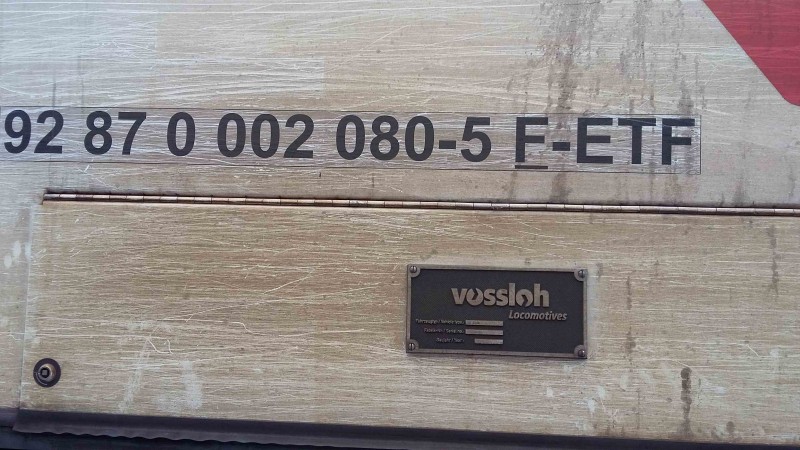 92 87 0 002 080-5 F-ETF
vossloh
Locomotives